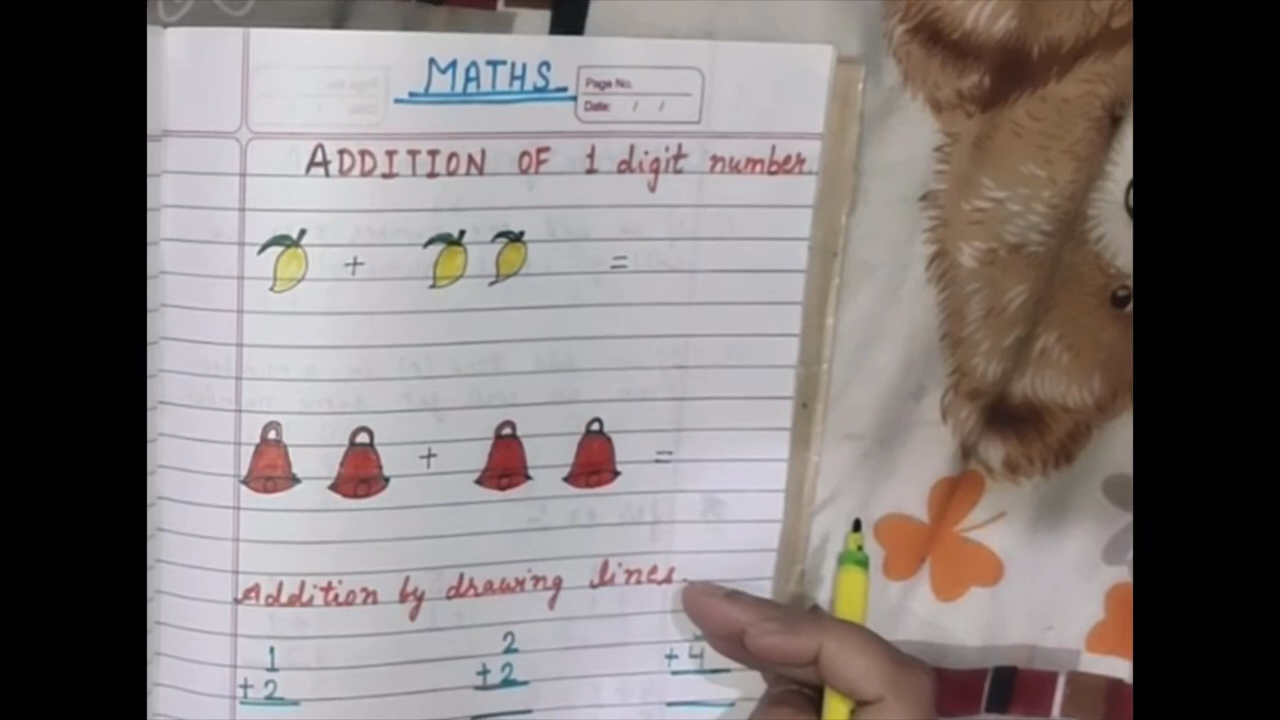 MATHS
Page No.
Date: / /
ADDITION OF 1 digit number.
+ =
+ =
Addition by drawing lines.
1 2
+2 +2 +4